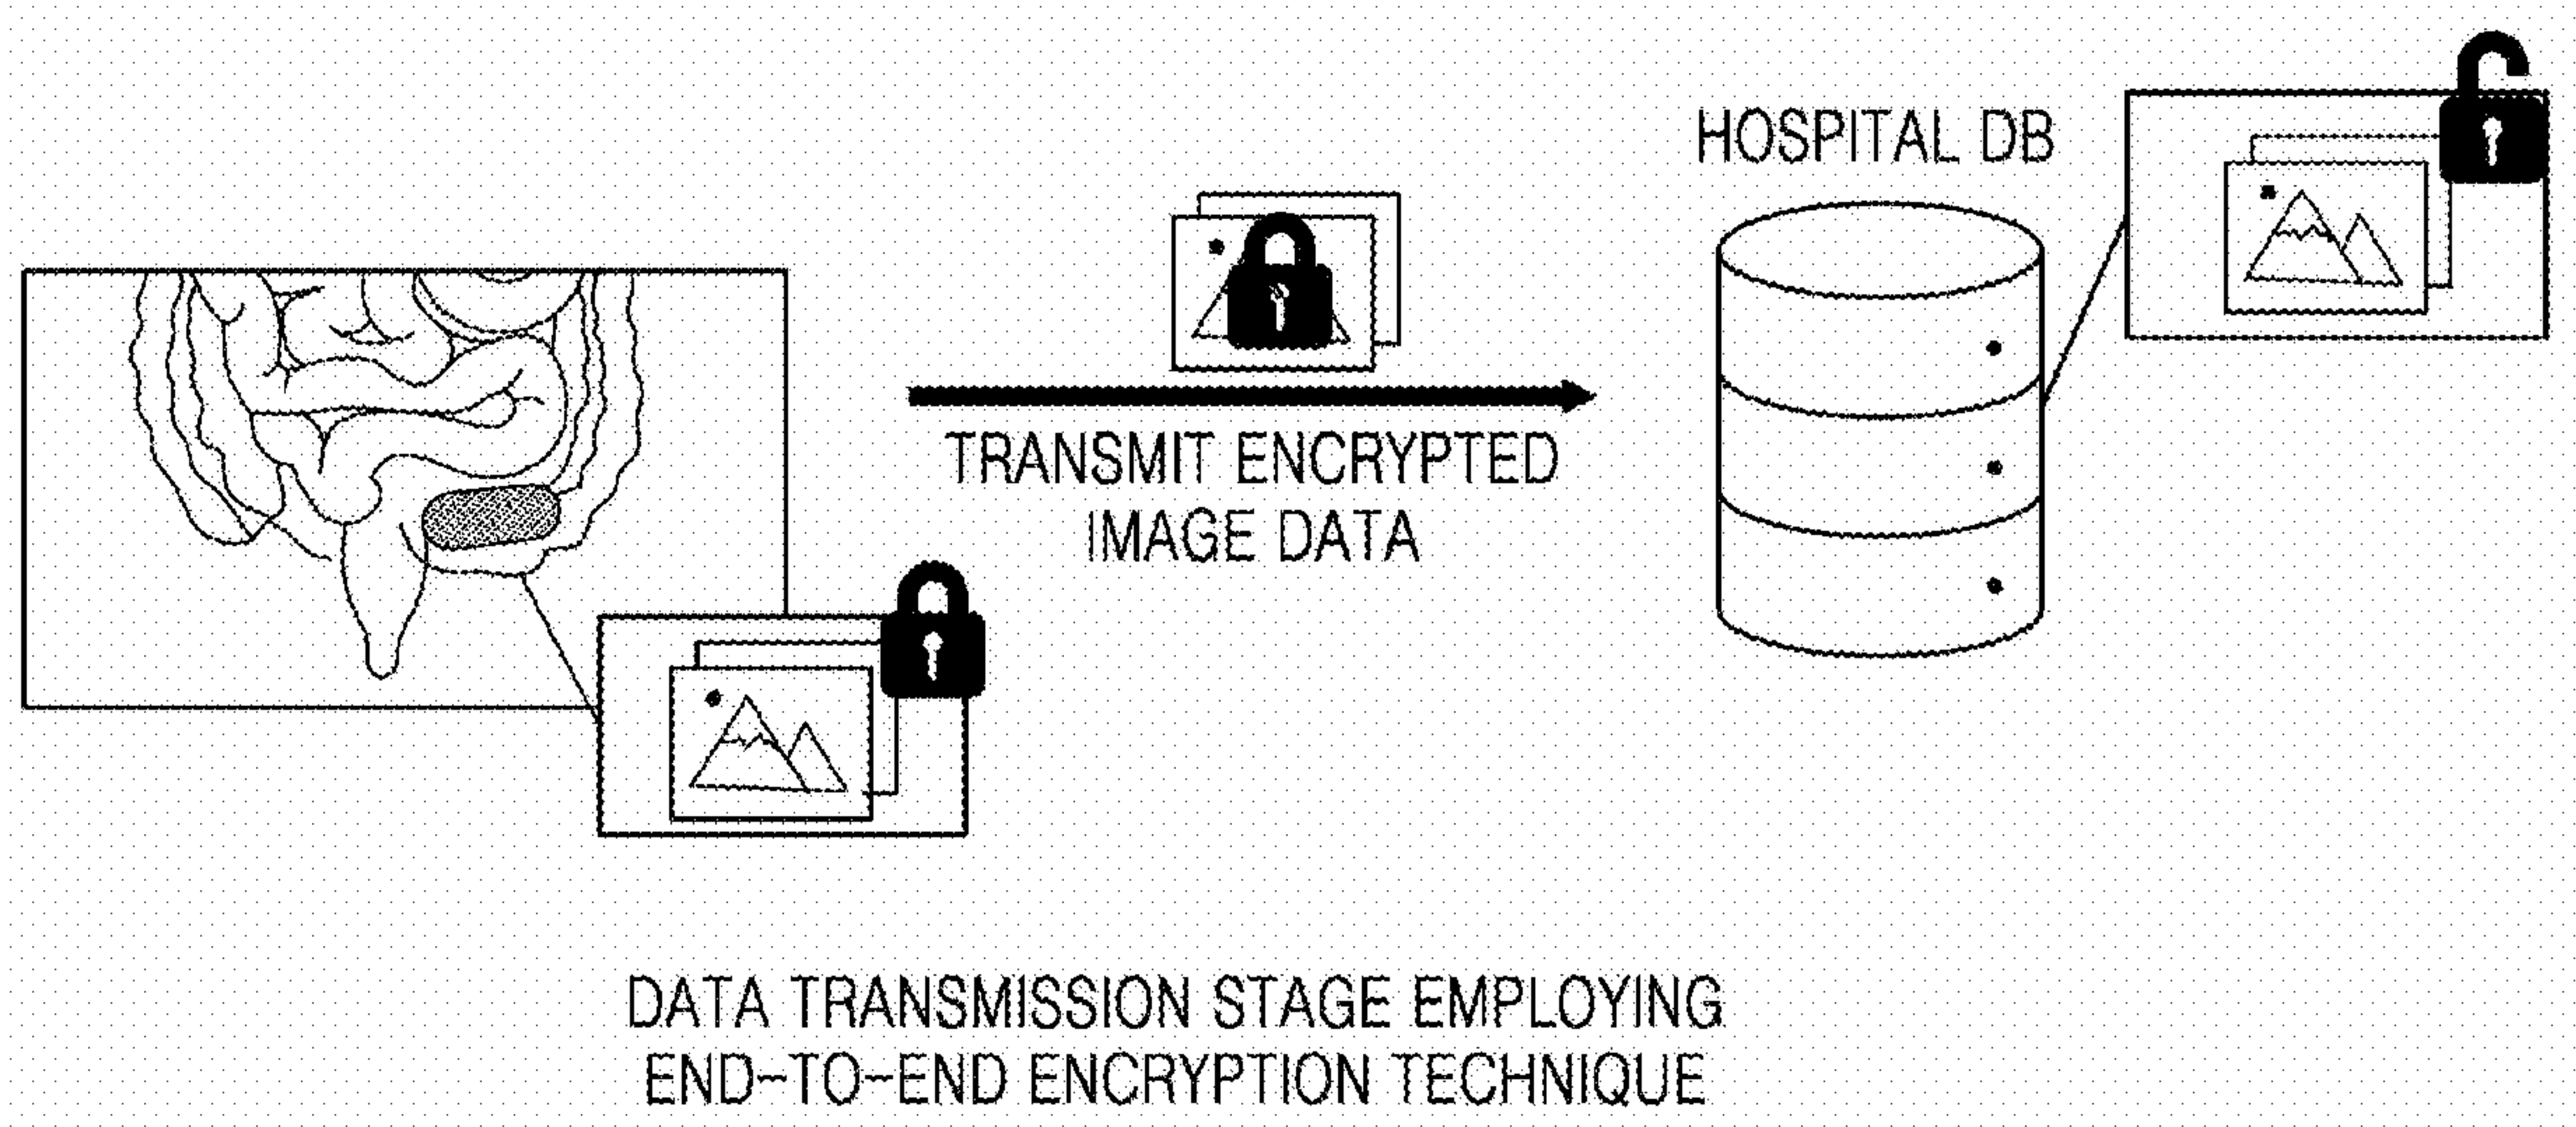 HOSPITAL DB
TRANSMIT ENCRYPTED
IMAGE DATA
DATA TRANSMISSION STAGE EMPLOYING
END-TO-END ENCRYPTION TECHNIQUE